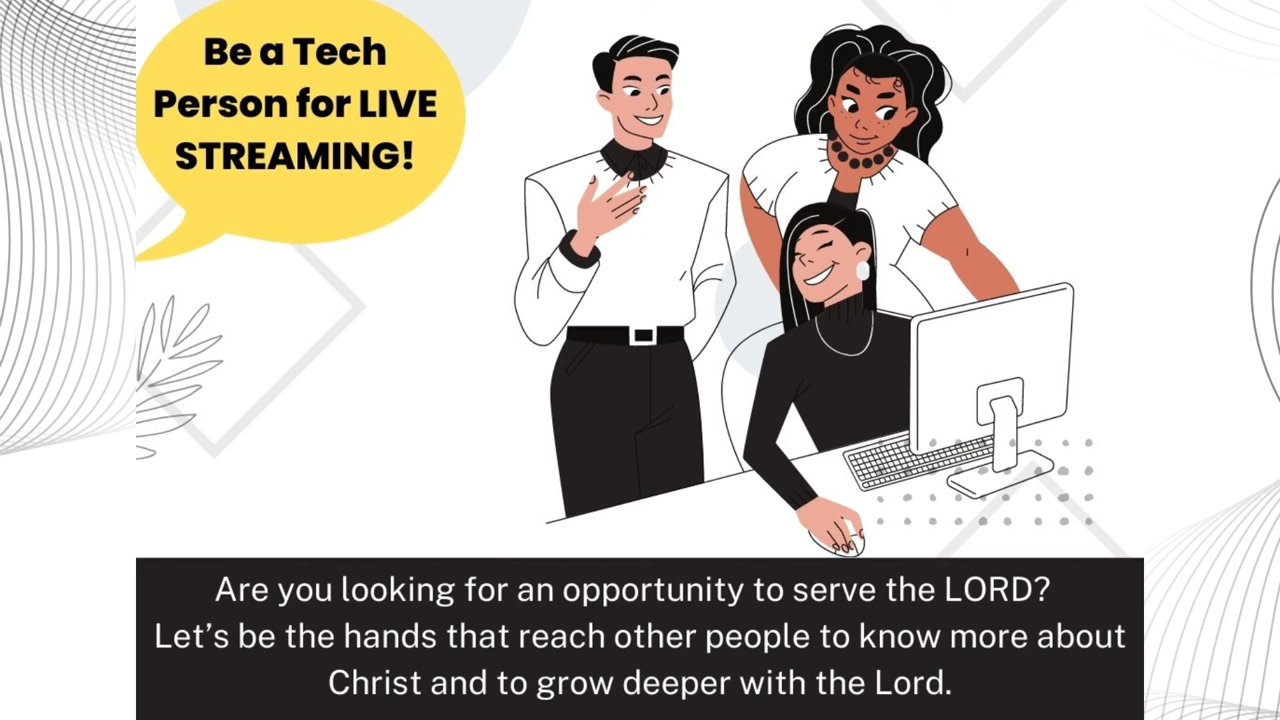 Be a Tech
Person for LIVE
STREAMING!
Are you looking for an opportunity to serve the LORD?
Let’s be the hands that reach other people to know more about
Christ and to grow deeper with the Lord.